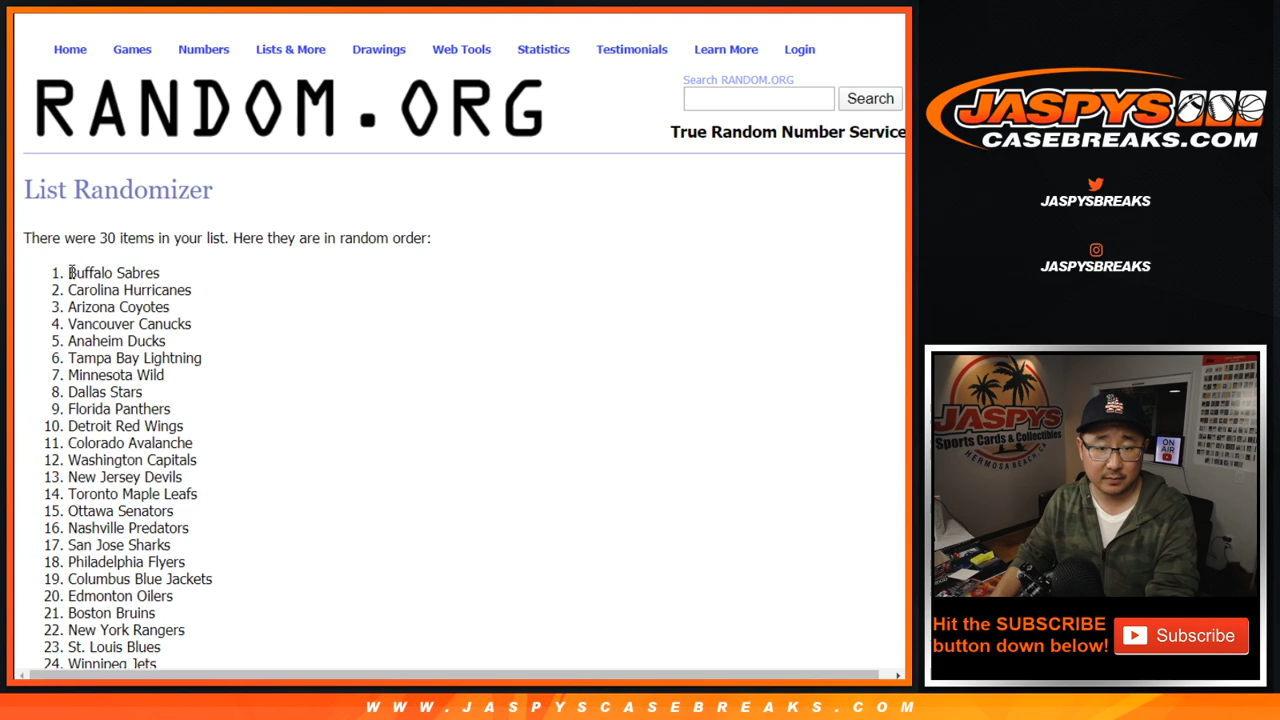 Home Games Numbers Lists & More Drawings Web Tools Statistics Testimonials Learn More Login
RANDOM.ORG
Search RANDOM.ORG
Search
True Random Number Service
List Randomizer
There were 30 items in your list. Here they are in random order:
1. Buffalo Sabres
2. Carolina Hurricanes
3. Arizona Coyotes
4. Vancouver Canucks
5. Anaheim Ducks
6. Tampa Bay Lightning
7. Minnesota Wild
8. Dallas Stars
9. Florida Panthers
10. Detroit Red Wings
11. Colorado Avalanche
12. Washington Capitals
13. New Jersey Devils
14. Toronto Maple Leafs
15. Ottawa Senators
16. Nashville Predators
17. San Jose Sharks
18. Philadelphia Flyers
19. Columbus Blue Jackets
20. Edmonton Oilers
21. Boston Bruins
22. New York Rangers
23. St. Louis Blues
24. Winnipeg Jets
JASPYS
CASEBREAKS.COM
JASPYSBREAKS
JASPYSBREAKS
JASPYS
Sports Cards & Collectibles
HERMOSA BEACH, CA
ON
AIR
Hit the SUBSCRIBE
button down below!
Subscribe
WWW.JASPYSCASEBREAKS.COM